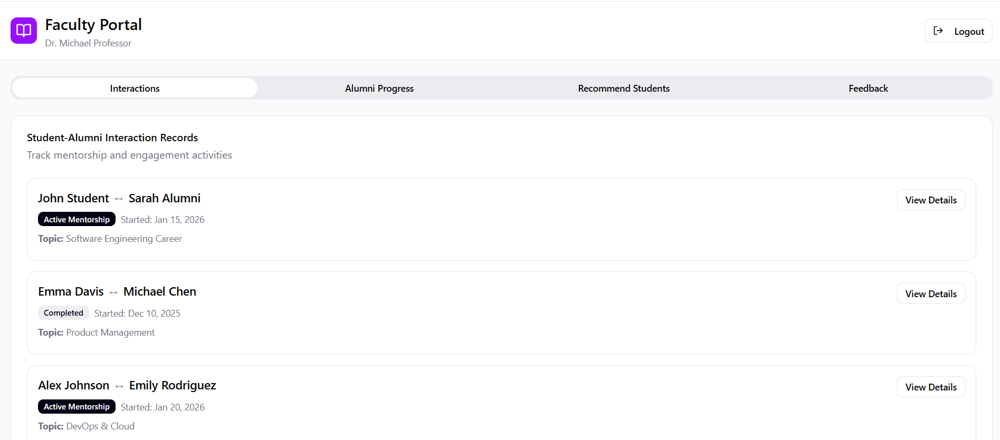 Faculty Portal
Dr. Michael Professor
Logout
Interactions
Alumni Progress
Recommend Students
Feedback
Student-Alumni Interaction Records
Track mentorship and engagement activities
John Student ↔ Sarah Alumni
View Details
Active Mentorship Started: Jan 15, 2026
Topic: Software Engineering Career
Emma Davis ↔ Michael Chen
View Details
Completed Started: Dec 10, 2025
Topic: Product Management
Alex Johnson ↔ Emily Rodriguez
View Details
Active Mentorship Started: Jan 20, 2026
Topic: DevOps & Cloud